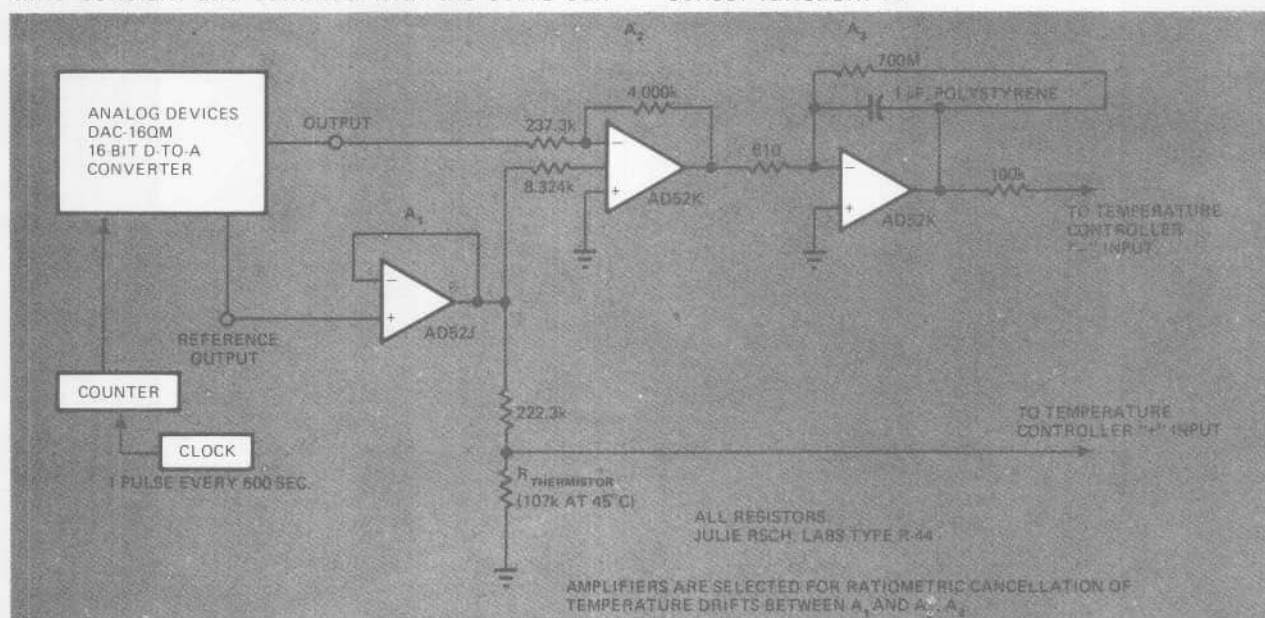 A₂
A₃
700M
4.000k
1 μF, POLYSTYRENE
ANALOG DEVICES
DAC-16QM
16-BIT D-TO-A
CONVERTER
OUTPUT
237.3k
8.324k
AD52K
810
AD52K
100k
TO TEMPERATURE
CONTROLLER
"−" INPUT
A₁
AD52J
REFERENCE
OUTPUT
COUNTER
CLOCK
1 PULSE EVERY 600 SEC.
222.3k
TO TEMPERATURE
CONTROLLER "+" INPUT
R THERMISTOR
(107k AT 45°C)
ALL RESISTORS
JULIE RSCH. LABS TYPE R-44
AMPLIFIERS ARE SELECTED FOR RATIOMETRIC CANCELLATION OF
TEMPERATURE DRIFTS BETWEEN A₁ AND A₂, A₃